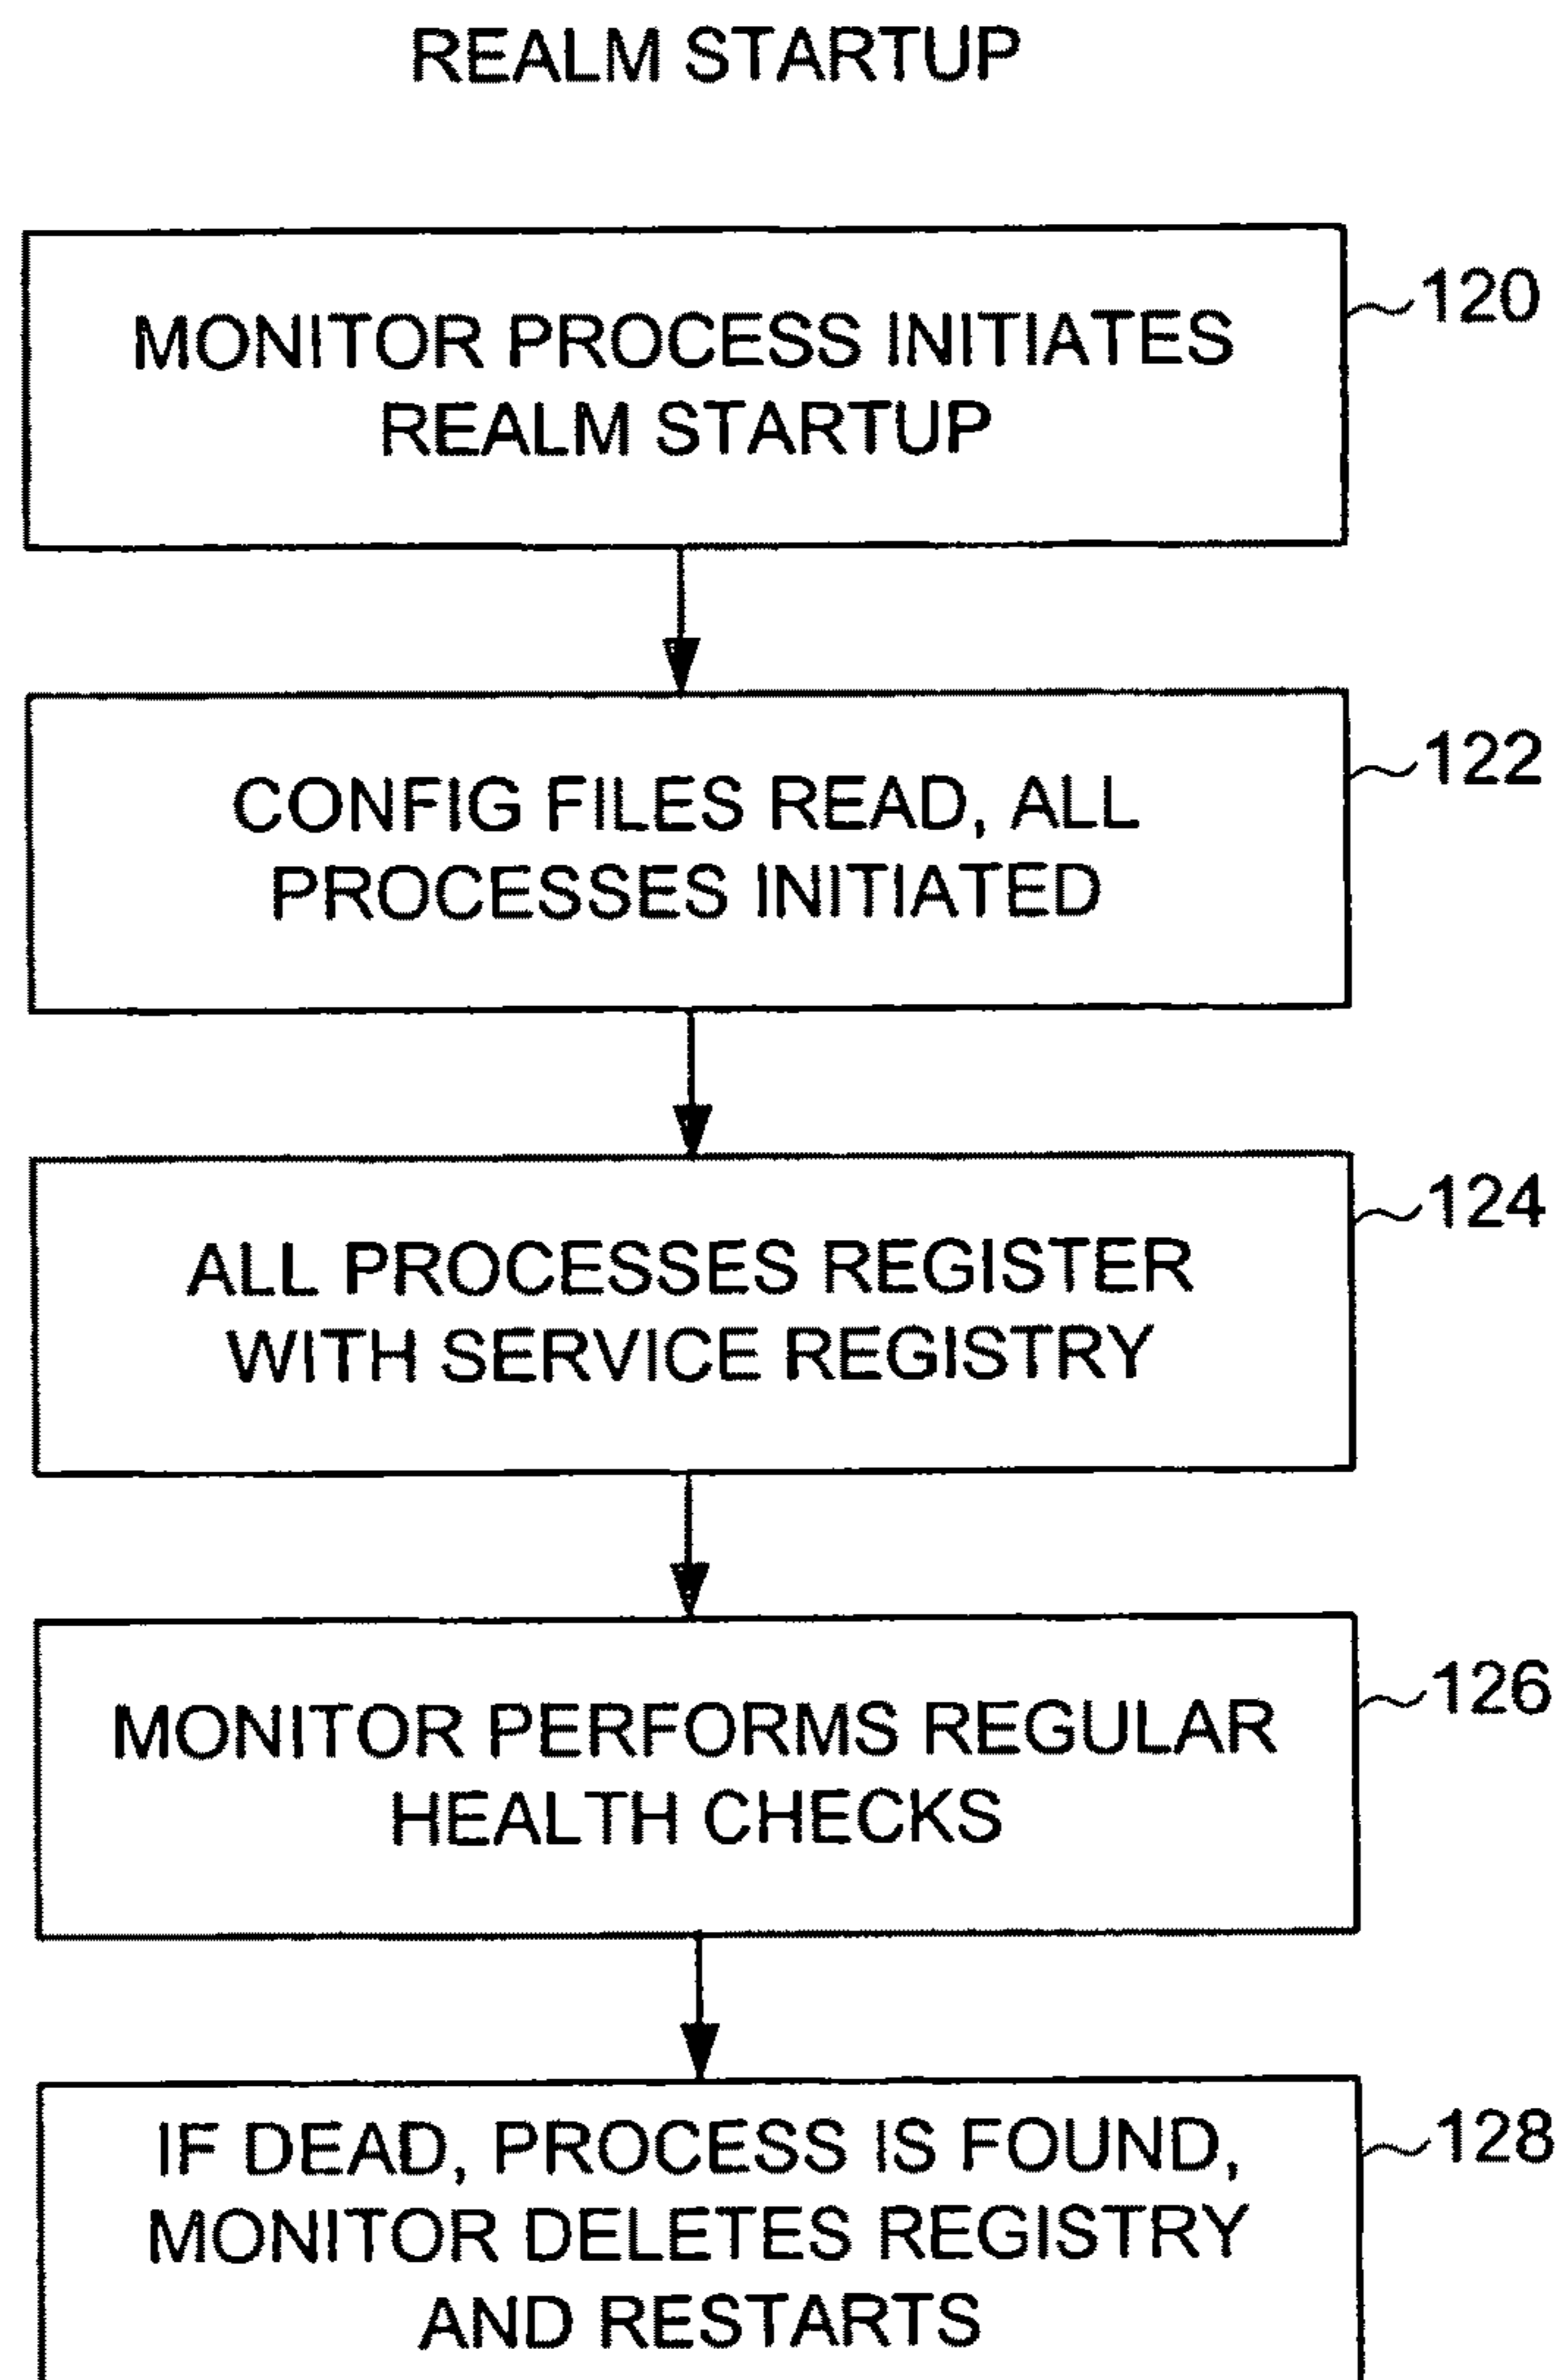 REALM STARTUP
MONITOR PROCESS INITIATES
REALM STARTUP
120
CONFIG FILES READ, ALL
PROCESSES INITIATED
122
ALL PROCESSES REGISTER
WITH SERVICE REGISTRY
124
MONITOR PERFORMS REGULAR
HEALTH CHECKS
126
IF DEAD, PROCESS IS FOUND,
MONITOR DELETES REGISTRY
AND RESTARTS
128